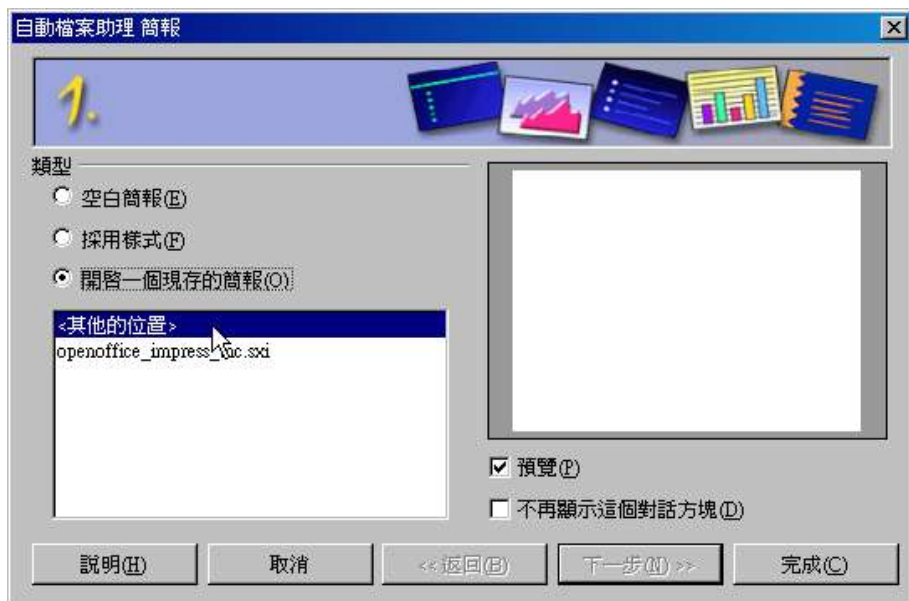 自動檔案助理 簡報
1.
類型
空白簡報(E)
採用樣式(F)
開啓一個現存的簡報(O)
<其他的位置>
預覽(P)
不再顯示這個對話方塊(D)
說明(H) 取消 <<返回(B) 下一步(N)>> 完成(C)